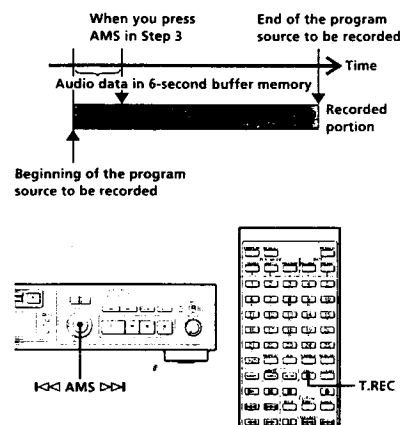 When you press
AMS in Step 3
End of the program
source to be recorded
Time
Audio data in 6-second buffer memory
Recorded
portion
Beginning of the program
source to be recorded
AMS
T.REC